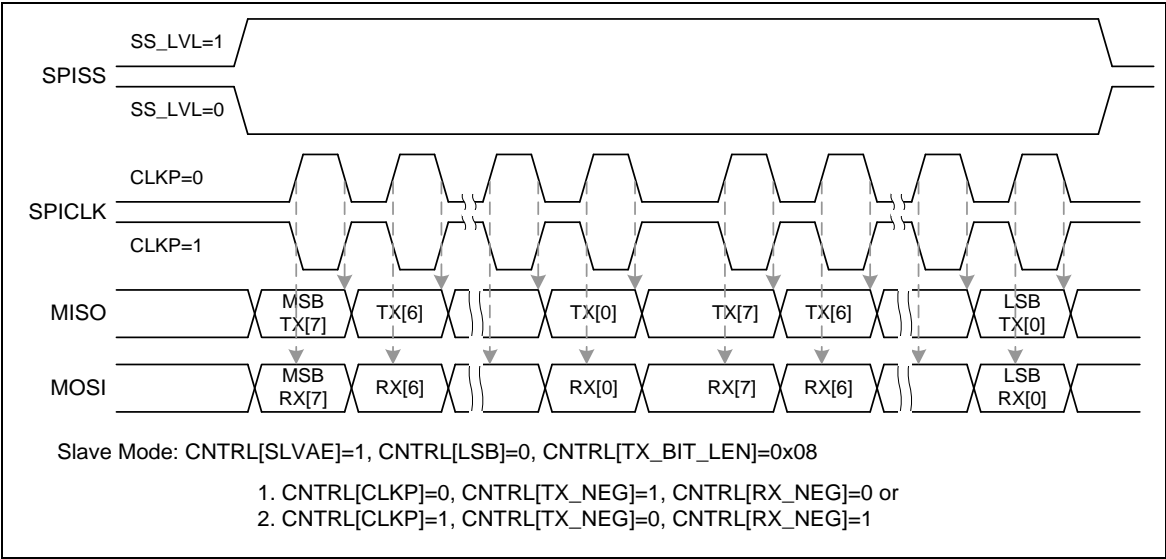 SS_LVL=1
SPISS
SS_LVL=0
CLKP=0
SPICLK
CLKP=1
MISO
MSB
TX[7]
TX[6]
TX[0]
TX[7]
TX[6]
LSB
TX[0]
MOSI
MSB
RX[7]
RX[6]
RX[0]
RX[7]
RX[6]
LSB
RX[0]
Slave Mode: CNTRL[SLVAE]=1, CNTRL[LSB]=0, CNTRL[TX_BIT_LEN]=0x08
1. CNTRL[CLKP]=0, CNTRL[TX_NEG]=1, CNTRL[RX_NEG]=0 or
2. CNTRL[CLKP]=1, CNTRL[TX_NEG]=0, CNTRL[RX_NEG]=1